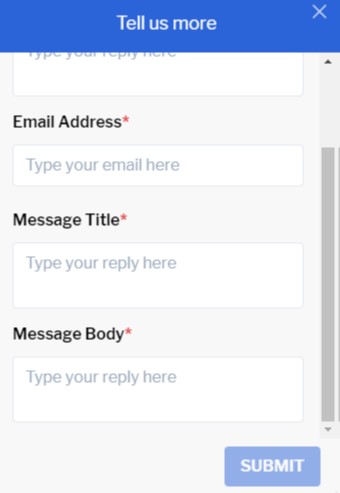 Tell us more
Type your reply here
Email Address*
Type your email here
Message Title*
Type your reply here
Message Body*
Type your reply here
SUBMIT